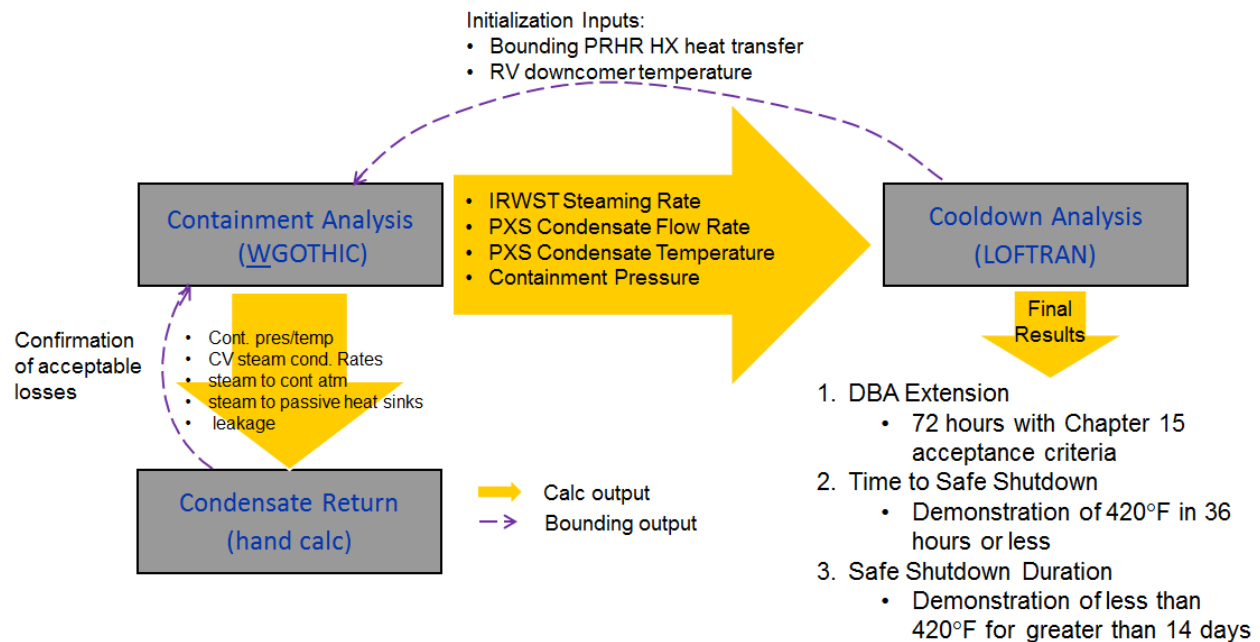 Initialization Inputs:
• Bounding PRHR HX heat transfer
• RV downcomer temperature
Containment Analysis
(WGOTHIC)
• IRWST Steaming Rate
• PXS Condensate Flow Rate
• PXS Condensate Temperature
• Containment Pressure
Cooldown Analysis
(LOFTRAN)
Confirmation
of acceptable
losses
• Cont. pres/temp
• CV steam cond. Rates
• steam to cont atm
• steam to passive heat sinks
• leakage
Final
Results
Condensate Return
(hand calc)
Calc output
Bounding output
1. DBA Extension
• 72 hours with Chapter 15
acceptance criteria
2. Time to Safe Shutdown
• Demonstration of 420°F in 36
hours or less
3. Safe Shutdown Duration
• Demonstration of less than
420°F for greater than 14 days